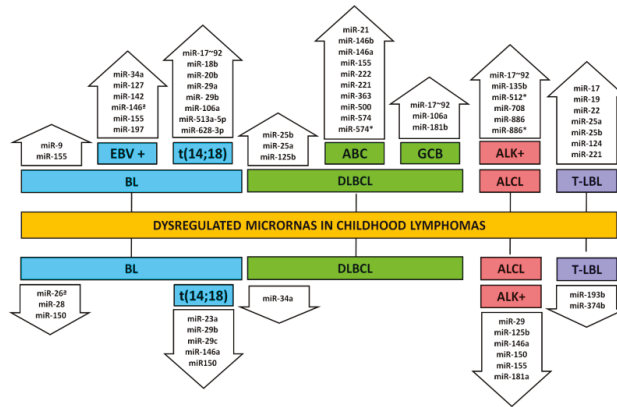 miR-34a
miR-127
miR-142
miR-146ª
miR-155
miR-197
miR-17~92
miR-18b
miR-20b
miR-29a
miR- 29b
miR-106a
miR-513a-5p
miR-628-3p
miR-21
miR-146b
miR-146a
miR-155
miR-222
miR-221
miR-363
miR-500
miR-574
miR-574*
miR-17~92
miR-106a
miR-181b
miR-17~92
miR-135b
miR-512*
miR-708
miR-886
miR-886*
miR-17
miR-19
miR-22
miR-25a
miR-25b
miR-124
miR-221
miR-9
miR-155
miR-25b
miR-25a
miR-125b
EBV +
t(14;18)
ABC
GCB
ALK+
BL
DLBCL
ALCL
T-LBL
DYSREGULATED MICRORNAS IN CHILDHOOD LYMPHOMAS
BL
DLBCL
ALCL
T-LBL
miR-26ª
miR-28
miR-150
t(14;18)
miR-34a
ALK+
miR-193b
miR-374b
miR-23a
miR-29b
miR-29c
miR-146a
miR150
miR-29
miR-125b
miR-146a
miR-150
miR-155
miR-181a